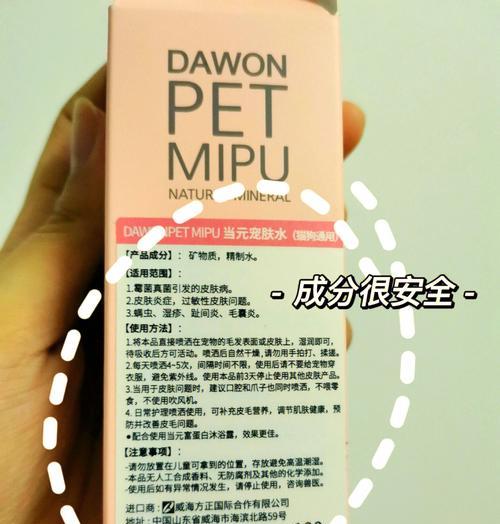 DAWON
PET
MIPU
NATURAL MINERAL
DAWONPET MIPU 当元宠肤水（猫狗通用）
【产品成分】： 矿物质，精制水。
【适用范围】：
1.霉菌真菌引发的皮肤病。
2.皮肤炎症，过敏性皮肤问题。
3.螨虫、湿疹、趾间炎、毛囊炎。
- 成分很安全 -
【使用方法】：
1.将本品直接喷洒在宠物的毛发表面或皮肤上，湿润即可，
待吸收后方可活动。喷洒后自然干燥,请勿用手拍打、揉搓。
2.每天喷洒4~5次，间隔时间不限，使用后请不要给宠物穿
衣服，避免紫外线。使用本品前3天停止使用其他皮肤产品。
3.当用于皮肤问题时，建议口腔和爪子也同时喷洒，不喂零
食，不使用吹风机。
4.日常护理喷洒使用，可补充皮毛营养，调节肌肤健康，预
防并改善皮毛问题。
●配合使用当元富蛋白沐浴露，效果更佳。
【注意事项】：
-请勿放置在儿童可拿到的位置，存放避免高温潮湿。
-本品无人工合成香料、无防腐剂及其他的化学添加。
-使用后如有异常情况发生，请停止使用，咨询兽医。
进口商： 威海方正国际合作有限公司
地址：中国山东省威海市海滨北路59号